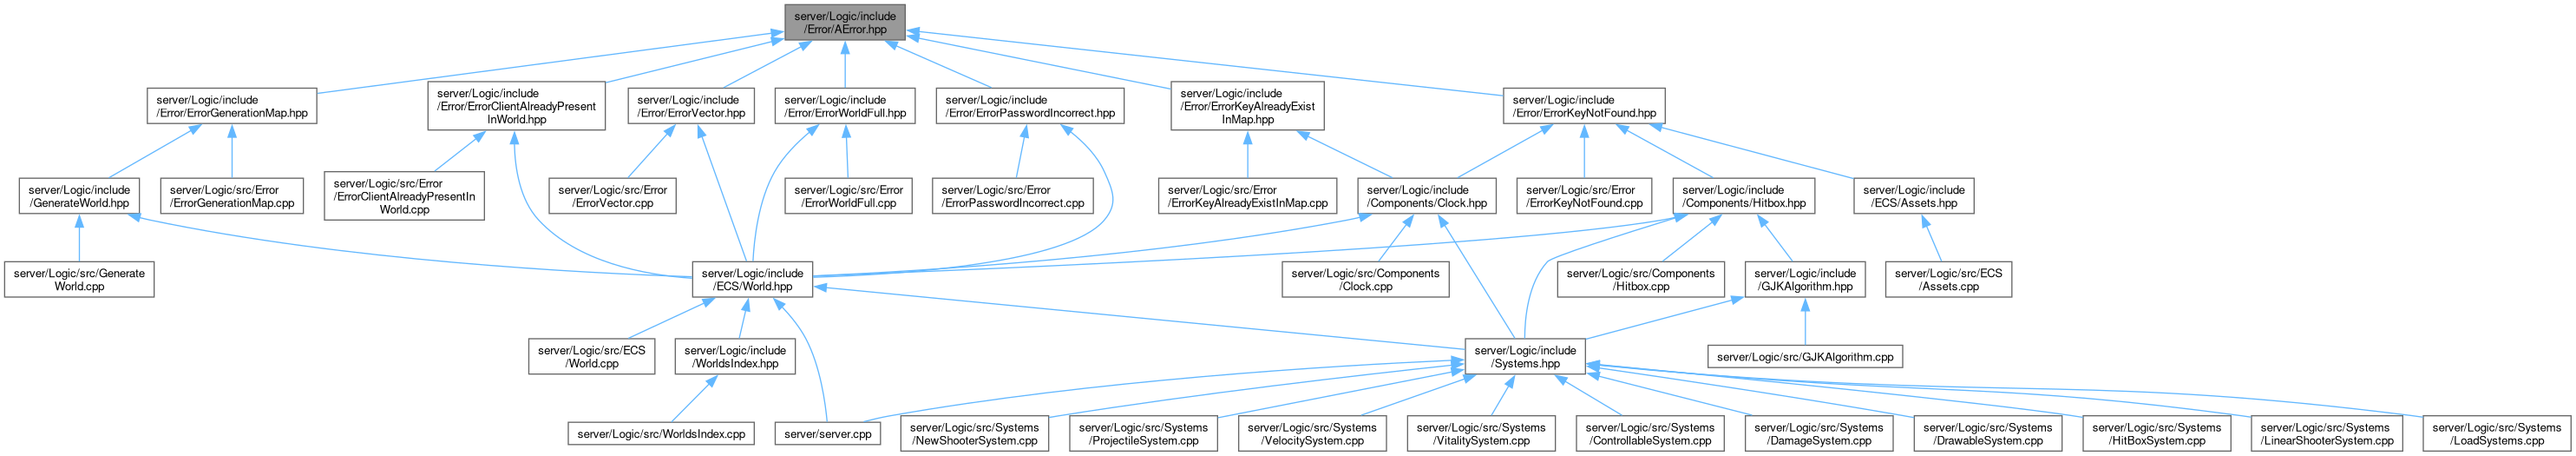 server/Logic/include
/Error/AError.hpp
server/Logic/include
/Error/ErrorGenerationMap.hpp
server/Logic/include
/Error/ErrorClientAlreadyPresent
InWorld.hpp
server/Logic/include
/Error/ErrorVector.hpp
server/Logic/include
/Error/ErrorWorldFull.hpp
server/Logic/include
/Error/ErrorPasswordIncorrect.hpp
server/Logic/include
/Error/ErrorKeyAlreadyExist
InMap.hpp
server/Logic/include
/Error/ErrorKeyNotFound.hpp
server/Logic/include
/GenerateWorld.hpp
server/Logic/src/Error
/ErrorGenerationMap.cpp
server/Logic/src/Error
/ErrorClientAlreadyPresentIn
World.cpp
server/Logic/src/Error
/ErrorVector.cpp
server/Logic/src/Error
/ErrorWorldFull.cpp
server/Logic/src/Error
/ErrorPasswordIncorrect.cpp
server/Logic/src/Error
/ErrorKeyAlreadyExistInMap.cpp
server/Logic/include
/Components/Clock.hpp
server/Logic/src/Error
/ErrorKeyNotFound.cpp
server/Logic/include
/Components/Hitbox.hpp
server/Logic/include
/ECS/Assets.hpp
server/Logic/src/Generate
World.cpp
server/Logic/include
/ECS/World.hpp
server/Logic/src/Components
/Clock.cpp
server/Logic/src/Components
/Hitbox.cpp
server/Logic/include
/GJKAlgorithm.hpp
server/Logic/src/ECS
/Assets.cpp
server/Logic/src/ECS
/World.cpp
server/Logic/include
/WorldsIndex.hpp
server/Logic/include
/Systems.hpp
server/Logic/src/GJKAlgorithm.cpp
server/Logic/src/WorldsIndex.cpp
server/server.cpp
server/Logic/src/Systems
/NewShooterSystem.cpp
server/Logic/src/Systems
/ProjectileSystem.cpp
server/Logic/src/Systems
/VelocitySystem.cpp
server/Logic/src/Systems
/VitalitySystem.cpp
server/Logic/src/Systems
/ControllableSystem.cpp
server/Logic/src/Systems
/DamageSystem.cpp
server/Logic/src/Systems
/DrawableSystem.cpp
server/Logic/src/Systems
/HitBoxSystem.cpp
server/Logic/src/Systems
/LinearShooterSystem.cpp
server/Logic/src/Systems
/LoadSystems.cpp